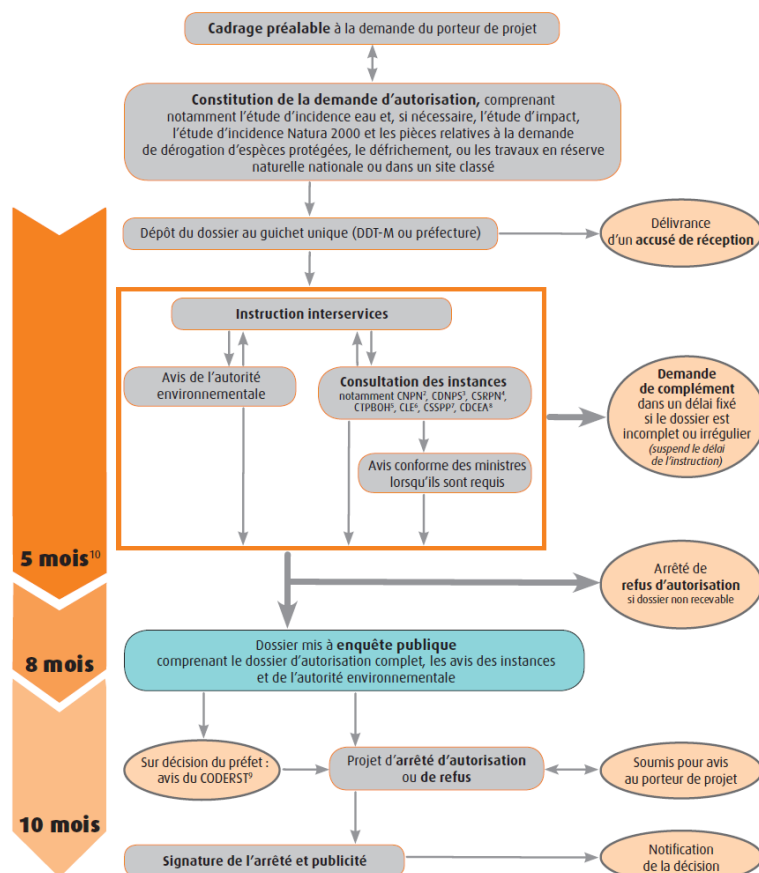 Cadrage préalable à la demande du porteur de projet
Constitution de la demande d'autorisation, comprenant
notamment l'étude d'incidence eau et, si nécessaire, l'étude d'impact,
l'étude d'incidence Natura 2000 et les pièces relatives à la demande
de dérogation d'espèces protégées, le défrichement, ou les travaux en réserve
naturelle nationale ou dans un site classé
Dépôt du dossier au guichet unique (DDT-M ou préfecture)
Délivrance
d'un accusé de réception
Instruction interservices
Avis de l'autorité
environnementale
Consultation des instances
notamment CNPN², CDNPS³, CSRPN⁴,
CTPBOH⁵, CLE⁶, CSSPP⁷, CDCEA⁸
Avis conforme des ministres
lorsqu'ils sont requis
Demande
de complément
dans un délai fixé
si le dossier est
incomplet ou irrégulier
(suspend le délai
de l'instruction)
5 mois¹⁰
Arrêté de
refus d'autorisation
si dossier non recevable
8 mois
Dossier mis à enquête publique
comprenant le dossier d'autorisation complet, les avis des instances
et de l'autorité environnementale
Sur décision du préfet :
avis du CODERST⁹
Projet d'arrêté d'autorisation
ou de refus
Soumis pour avis
au porteur de projet
10 mois
Signature de l'arrêté et publicité
Notification
de la décision